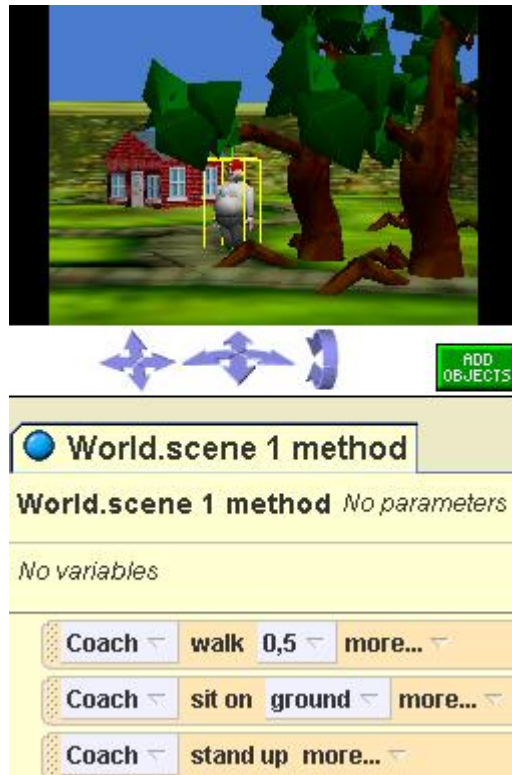 ADD
OBJECTS
World.scene 1 method
World.scene 1 method No parameters
No variables
Coach walk 0,5 more...
Coach sit on ground more...
Coach stand up more...